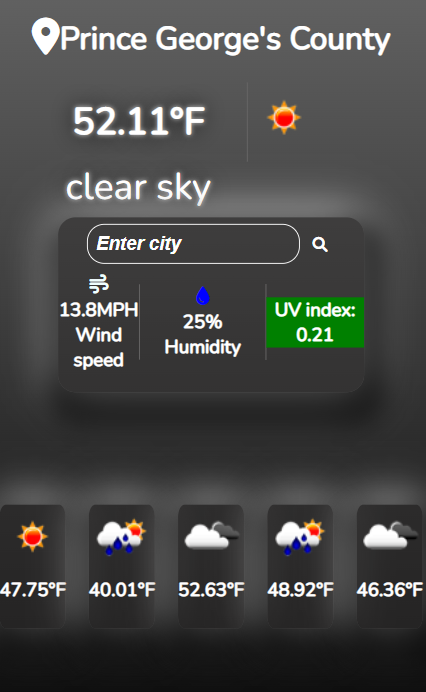 Prince George's County
52.11°F
clear sky
Enter city
13.8MPH
Wind
speed
25%
Humidity
UV index:
0.21
47.75°F
40.01°F
52.63°F
48.92°F
46.36°F